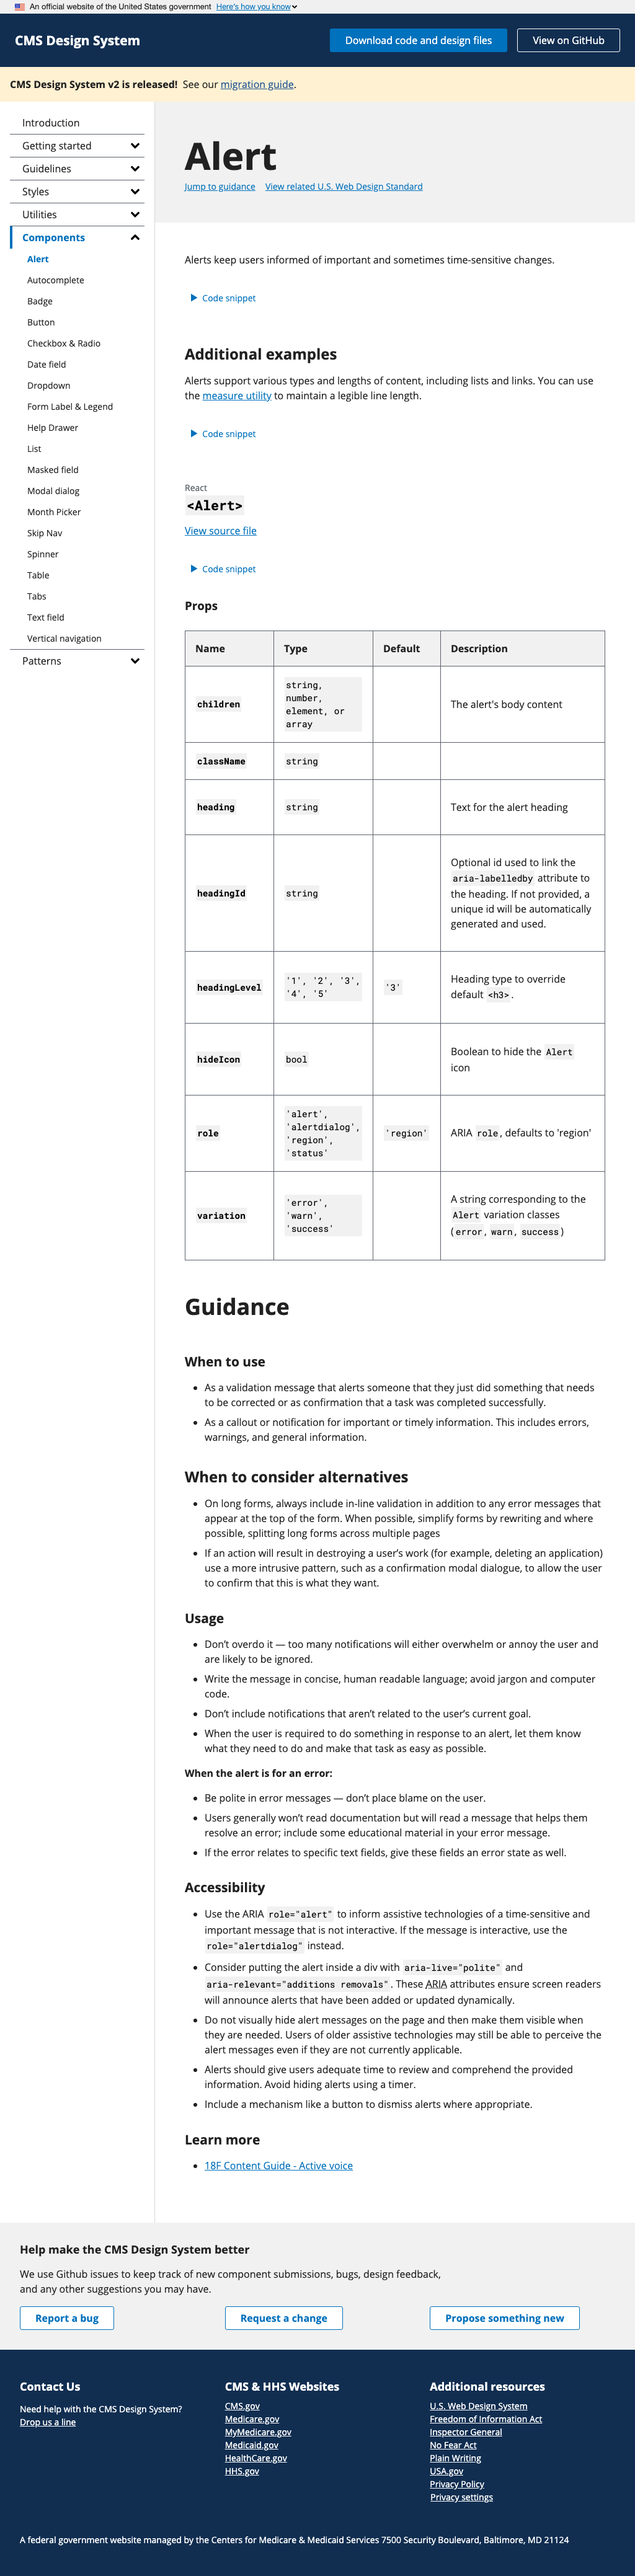 An official website of the United States government Here's how you know
CMS Design System
Download code and design files
View on GitHub
CMS Design System v2 is released! See our migration guide.
Introduction
Getting started
Guidelines
Styles
Utilities
Components
Alert
Autocomplete
Badge
Button
Checkbox & Radio
Date field
Dropdown
Form Label & Legend
Help Drawer
List
Masked field
Modal dialog
Month Picker
Skip Nav
Spinner
Table
Tabs
Text field
Vertical navigation
Patterns
Alert
Jump to guidance View related U.S. Web Design Standard
Alerts keep users informed of important and sometimes time-sensitive changes.
Code snippet
Additional examples
Alerts support various types and lengths of content, including lists and links. You can use
the measure utility to maintain a legible line length.
Code snippet
React
<Alert>
View source file
Code snippet
Props
Name Type Default Description
children
string,
number,
element, or
array
The alert's body content
className string
heading string Text for the alert heading
headingId string
Optional id used to link the
aria-labelledby attribute to
the heading. If not provided, a
unique id will be automatically
generated and used.
headingLevel
'1', '2', '3',
'4', '5'
'3'
Heading type to override
default <h3>.
hideIcon bool
Boolean to hide the Alert
icon
role
'alert',
'alertdialog',
'region',
'status'
'region'
ARIA role, defaults to 'region'
variation
'error',
'warn',
'success'
A string corresponding to the
Alert variation classes
(error, warn, success)
Guidance
When to use
• As a validation message that alerts someone that they just did something that needs
to be corrected or as confirmation that a task was completed successfully.
• As a callout or notification for important or timely information. This includes errors,
warnings, and general information.
When to consider alternatives
• On long forms, always include in-line validation in addition to any error messages that
appear at the top of the form. When possible, simplify forms by rewriting and where
possible, splitting long forms across multiple pages
• If an action will result in destroying a user's work (for example, deleting an application)
use a more intrusive pattern, such as a confirmation modal dialogue, to allow the user
to confirm that this is what they want.
Usage
• Don’t overdo it — too many notifications will either overwhelm or annoy the user and
are likely to be ignored.
• Write the message in concise, human readable language; avoid jargon and computer
code.
• Don’t include notifications that aren’t related to the user’s current goal.
• When the user is required to do something in response to an alert, let them know
what they need to do and make that task as easy as possible.
When the alert is for an error:
• Be polite in error messages — don’t place blame on the user.
• Users generally won’t read documentation but will read a message that helps them
resolve an error; include some educational material in your error message.
• If the error relates to specific text fields, give these fields an error state as well.
Accessibility
• Use the ARIA role="alert" to inform assistive technologies of a time-sensitive and
important message that is not interactive. If the message is interactive, use the
role="alertdialog" instead.
• Consider putting the alert inside a div with aria-live="polite" and
aria-relevant="additions removals". These ARIA attributes ensure screen readers
will announce alerts that have been added or updated dynamically.
• Do not visually hide alert messages on the page and then make them visible when
they are needed. Users of older assistive technologies may still be able to perceive the
alert messages even if they are not currently applicable.
• Alerts should give users adequate time to review and comprehend the provided
information. Avoid hiding alerts using a timer.
• Include a mechanism like a button to dismiss alerts where appropriate.
Learn more
• 18F Content Guide - Active voice
Help make the CMS Design System better
We use Github issues to keep track of new component submissions, bugs, design feedback,
and any other suggestions you may have.
Report a bug
Request a change
Propose something new
Contact Us
Need help with the CMS Design System?
Drop us a line
CMS & HHS Websites
CMS.gov
Medicare.gov
MyMedicare.gov
Medicaid.gov
HealthCare.gov
HHS.gov
Additional resources
U.S. Web Design System
Freedom of Information Act
Inspector General
No Fear Act
Plain Writing
USA.gov
Privacy Policy
Privacy settings
A federal government website managed by the Centers for Medicare & Medicaid Services 7500 Security Boulevard, Baltimore, MD 21124